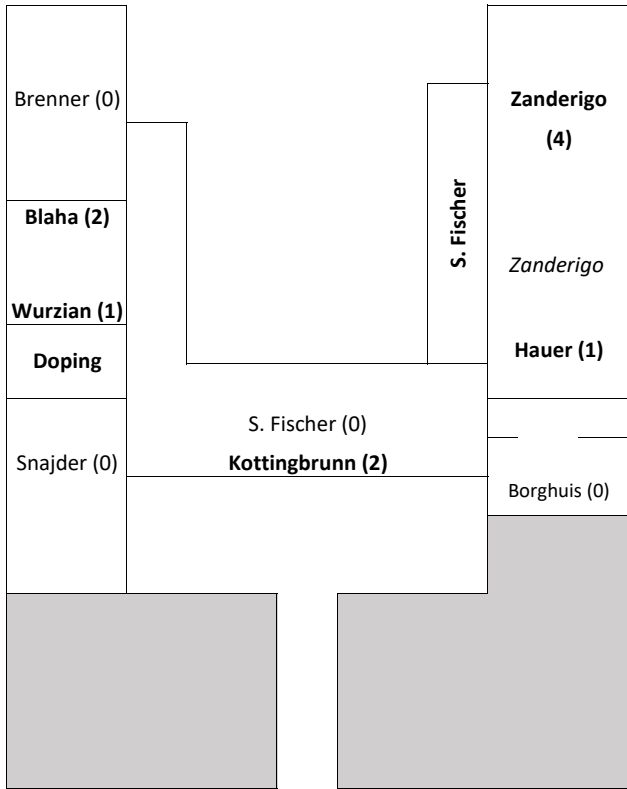 Brenner (0)
Blaha (2)
Wurzian (1)
Doping
Snajder (0)
S. Fischer (0)
Kottingbrunn (2)
S. Fischer
Zanderigo
(4)
Zanderigo
Hauer (1)
Borghuis (0)